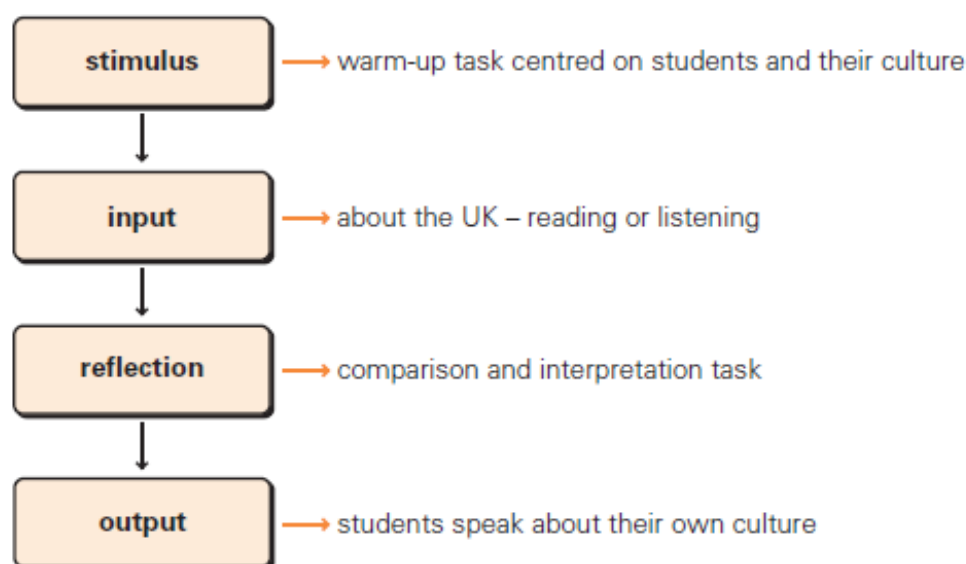 stimulus → warm-up task centred on students and their culture
input → about the UK – reading or listening
reflection → comparison and interpretation task
output → students speak about their own culture